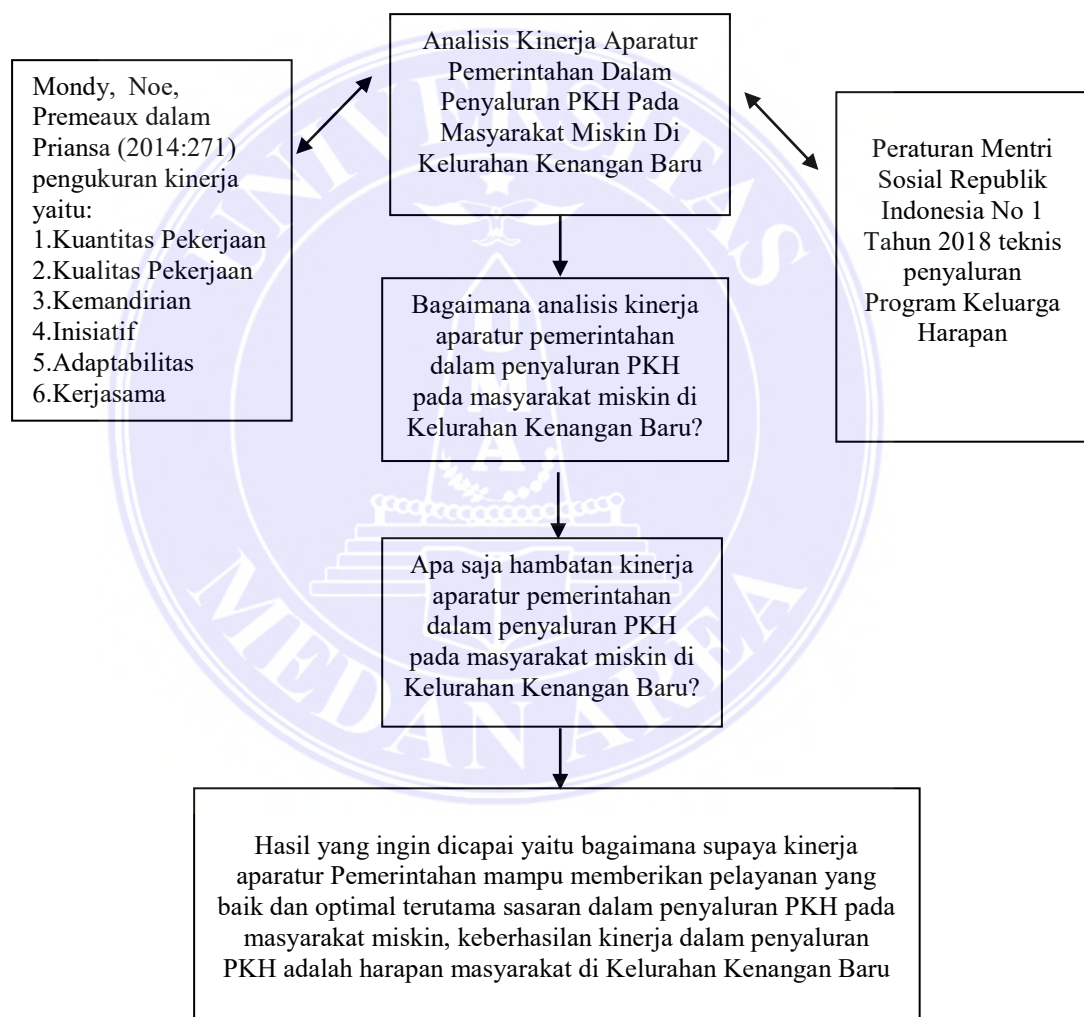 Analisis Kinerja Aparatur
Pemerintahan Dalam
Penyaluran PKH Pada
Masyarakat Miskin Di
Kelurahan Kenangan Baru
Mondy, Noe,
Premeaux dalam
Priansa (2014:271)
pengukuran kinerja
yaitu:
1.Kuantitas Pekerjaan
2.Kualitas Pekerjaan
3.Kemandirian
4.Inisiatif
5.Adaptabilitas
6.Kerjasama
Peraturan Mentri
Sosial Republik
Indonesia No 1
Tahun 2018 teknis
penyaluran
Program Keluarga
Harapan
Bagaimana analisis kinerja
aparatur pemerintahan
dalam penyaluran PKH
pada masyarakat miskin di
Kelurahan Kenangan Baru?
Apa saja hambatan kinerja
aparatur pemerintahan
dalam penyaluran PKH
pada masyarakat miskin di
Kelurahan Kenangan Baru?
Hasil yang ingin dicapai yaitu bagaimana supaya kinerja
aparatur Pemerintahan mampu memberikan pelayanan yang
baik dan optimal terutama sasaran dalam penyaluran PKH pada
masyarakat miskin, keberhasilan kinerja dalam penyaluran
PKH adalah harapan masyarakat di Kelurahan Kenangan Baru
UNIVERSITAS
MEDAN AREA
UMA